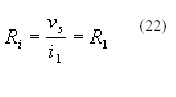 R_i = v_s / i_1 = R_1 (22)